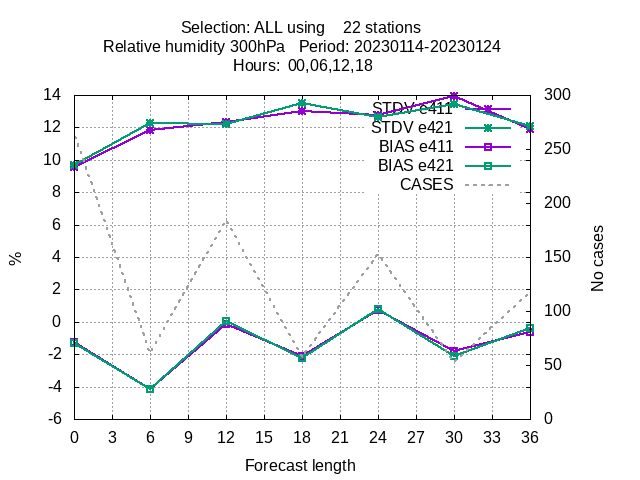 Selection: ALL using    22 stations
Relative humidity 300hPa   Period: 20230114-20230124
Hours:  00,06,12,18
14
12
10
8
6
4
2
0
-2
-4
-6
%
300
250
200
150
100
50
0
No cases
STDV e411
STDV e421
BIAS e411
BIAS e421
CASES
0 3 6 9 12 15 18 21 24 27 30 33 36
Forecast length